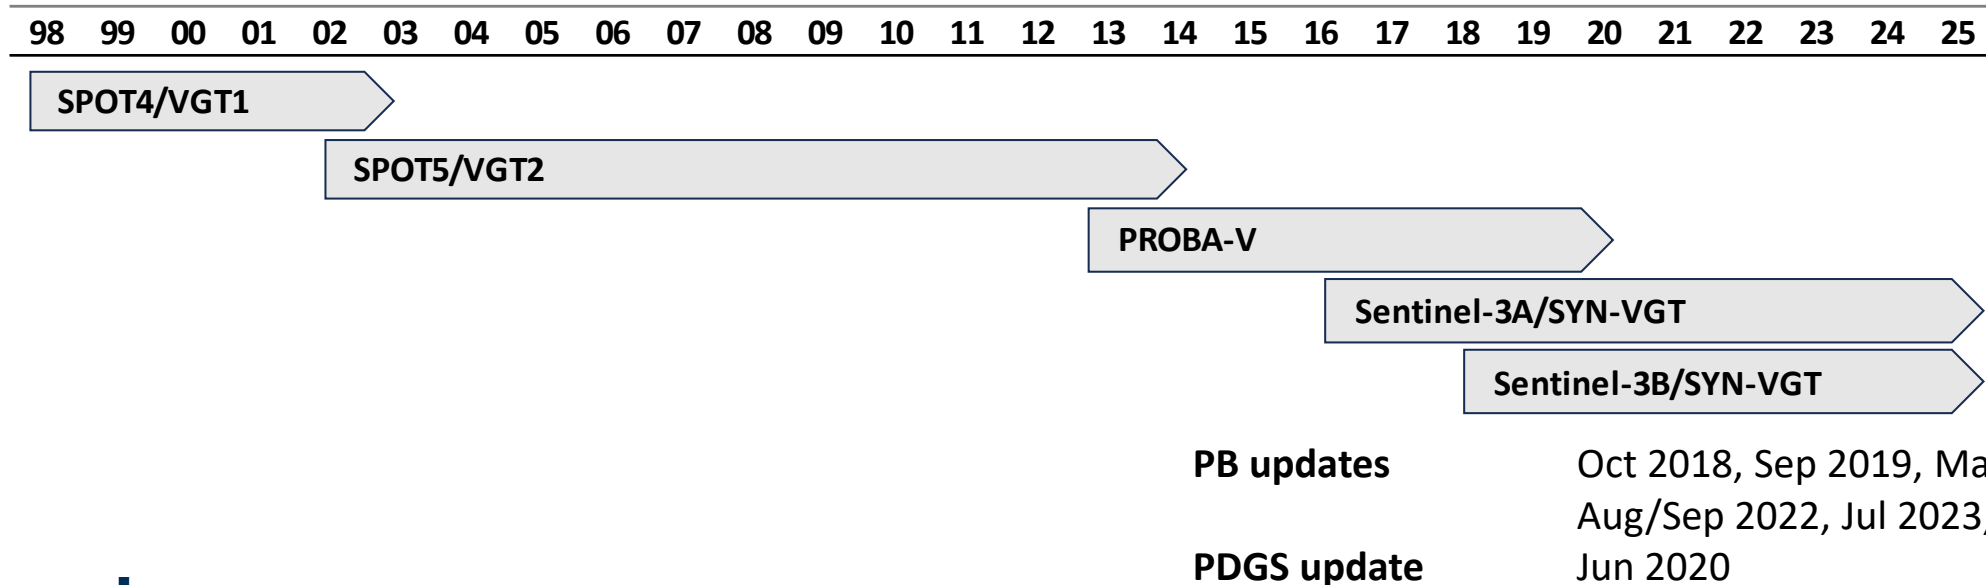 98 99 00 01 02 03 04 05 06 07 08 09 10 11 12 13 14 15 16 17 18 19 20 21 22 23 24 25
SPOT4/VGT1
SPOT5/VGT2
PROBA-V
Sentinel-3A/SYN-VGT
Sentinel-3B/SYN-VGT
PB updates Oct 2018, Sep 2019,
Aug/Sep 2022, Jul 2023,
PDGS update Jun 2020